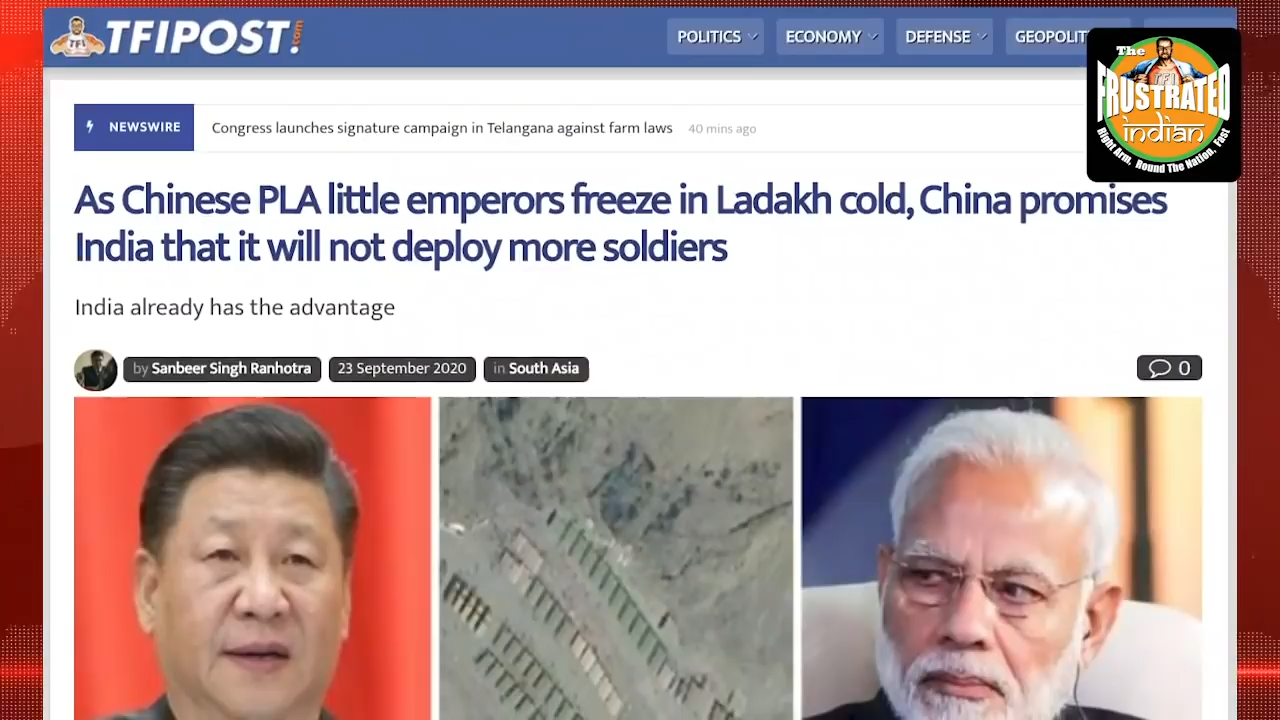 TFI
TFIPOST!
.com
POLITICS
ECONOMY
DEFENSE
GEOPOLIT
The
TFI
FRUSTRATED
indian
Right Arm, Round The Nation, Fast
NEWSWIRE
Congress launches signature campaign in Telangana against farm laws 40 mins ago
As Chinese PLA little emperors freeze in Ladakh cold, China promises
India that it will not deploy more soldiers
India already has the advantage
by Sanbeer Singh Ranhotra
23 September 2020
in South Asia
0